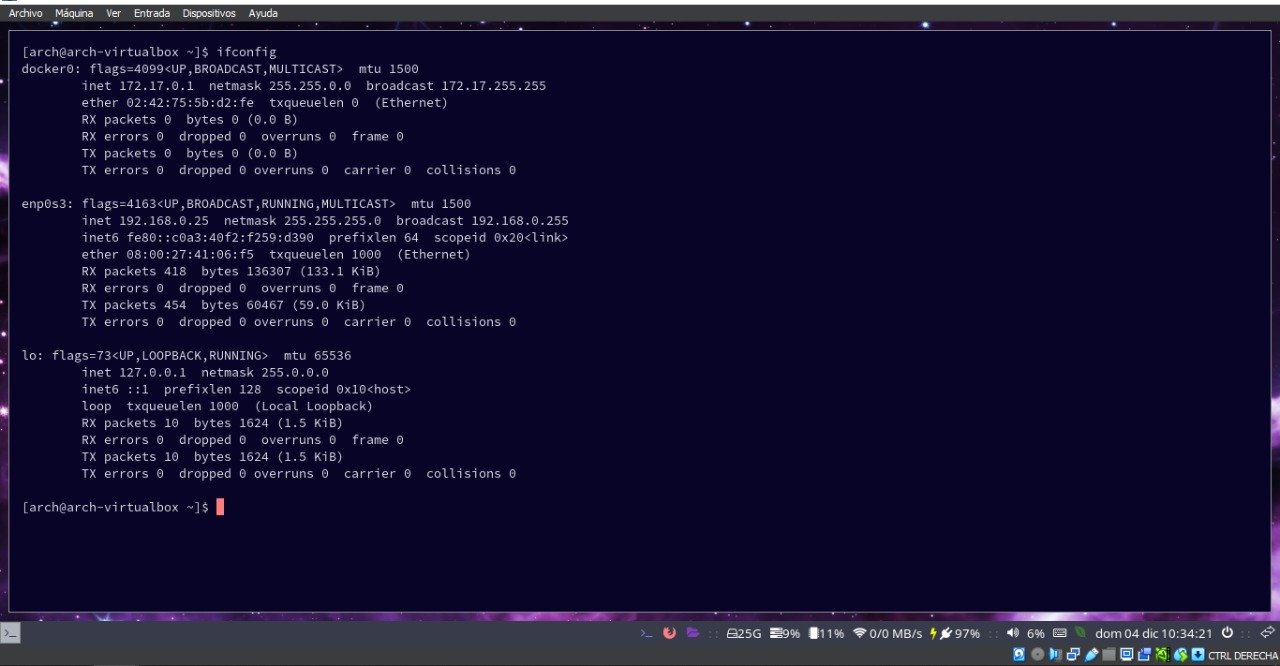 Archivo Máquina Ver Entrada Dispositivos Ayuda
[arch@arch-virtualbox ~]$ ifconfig
docker0: flags=4099<UP,BROADCAST,MULTICAST>  mtu 1500
        inet 172.17.0.1  netmask 255.255.0.0  broadcast 172.17.255.255
        ether 02:42:75:5b:d2:fe  txqueuelen 0  (Ethernet)
        RX packets 0  bytes 0 (0.0 B)
        RX errors 0  dropped 0  overruns 0  frame 0
        TX packets 0  bytes 0 (0.0 B)
        TX errors 0  dropped 0 overruns 0  carrier 0  collisions 0
enp0s3: flags=4163<UP,BROADCAST,RUNNING,MULTICAST>  mtu 1500
        inet 192.168.0.25  netmask 255.255.255.0  broadcast 192.168.0.255
        inet6 fe80::c0a3:40f2:f259:d390  prefixlen 64  scopeid 0x20<link>
        ether 08:00:27:41:06:f5  txqueuelen 1000  (Ethernet)
        RX packets 418  bytes 136307 (133.1 KiB)
        RX errors 0  dropped 0  overruns 0  frame 0
        TX packets 454  bytes 60467 (59.0 KiB)
        TX errors 0  dropped 0 overruns 0  carrier 0  collisions 0
lo: flags=73<UP,LOOPBACK,RUNNING>  mtu 65536
        inet 127.0.0.1  netmask 255.0.0.0
        inet6 ::1  prefixlen 128  scopeid 0x10<host>
        loop  txqueuelen 1000  (Local Loopback)
        RX packets 10  bytes 1624 (1.5 KiB)
        RX errors 0  dropped 0  overruns 0  frame 0
        TX packets 10  bytes 1624 (1.5 KiB)
        TX errors 0  dropped 0 overruns 0  carrier 0  collisions 0
[arch@arch-virtualbox ~]$
25G 9% 11% 0/0 MB/s 97% :: 6% dom 04 dic 10:34:21
CTRL DERECHA